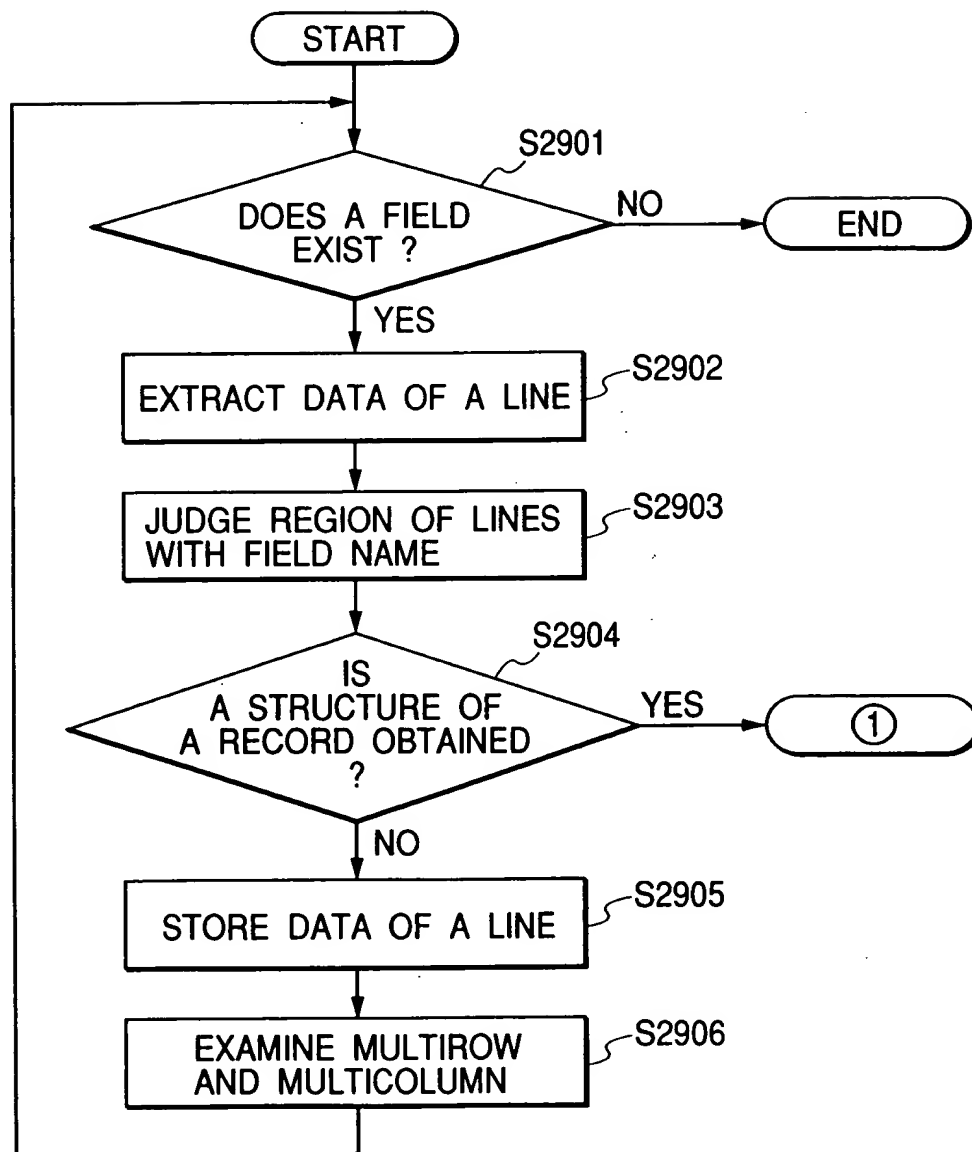 START
S2901
DOES A FIELD
EXIST ?
NO
END
YES
EXTRACT DATA OF A LINE
S2902
JUDGE REGION OF LINES
WITH FIELD NAME
S2903
S2904
IS
A STRUCTURE OF
A RECORD OBTAINED
?
YES
1
NO
STORE DATA OF A LINE
S2905
EXAMINE MULTIROW
AND MULTICOLUMN
S2906